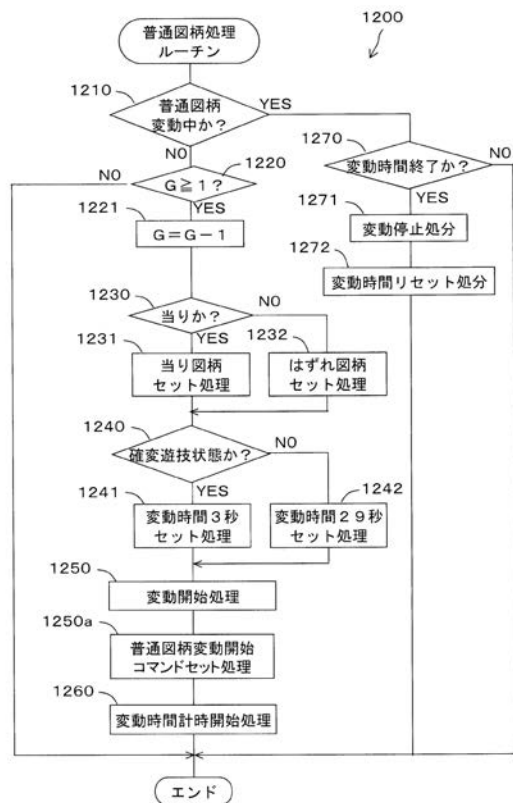 普通図柄処理
ルーチン
1200
1210
普通図柄
変動中か？
YES
NO
1270
変動時間終了か？
NO
YES
1220
NO
G≧1？
YES
1221
G＝G－1
1271
変動停止処分
1272
変動時間リセット処分
1230
当りか？
NO
YES
1231
当り図柄
セット処理
1232
はずれ図柄
セット処理
1240
確変遊技状態か？
NO
YES
1241
変動時間3秒
セット処理
1242
変動時間29秒
セット処理
1250
変動開始処理
1250a
普通図柄変動開始
コマンドセット処理
1260
変動時間計時開始処理
エンド